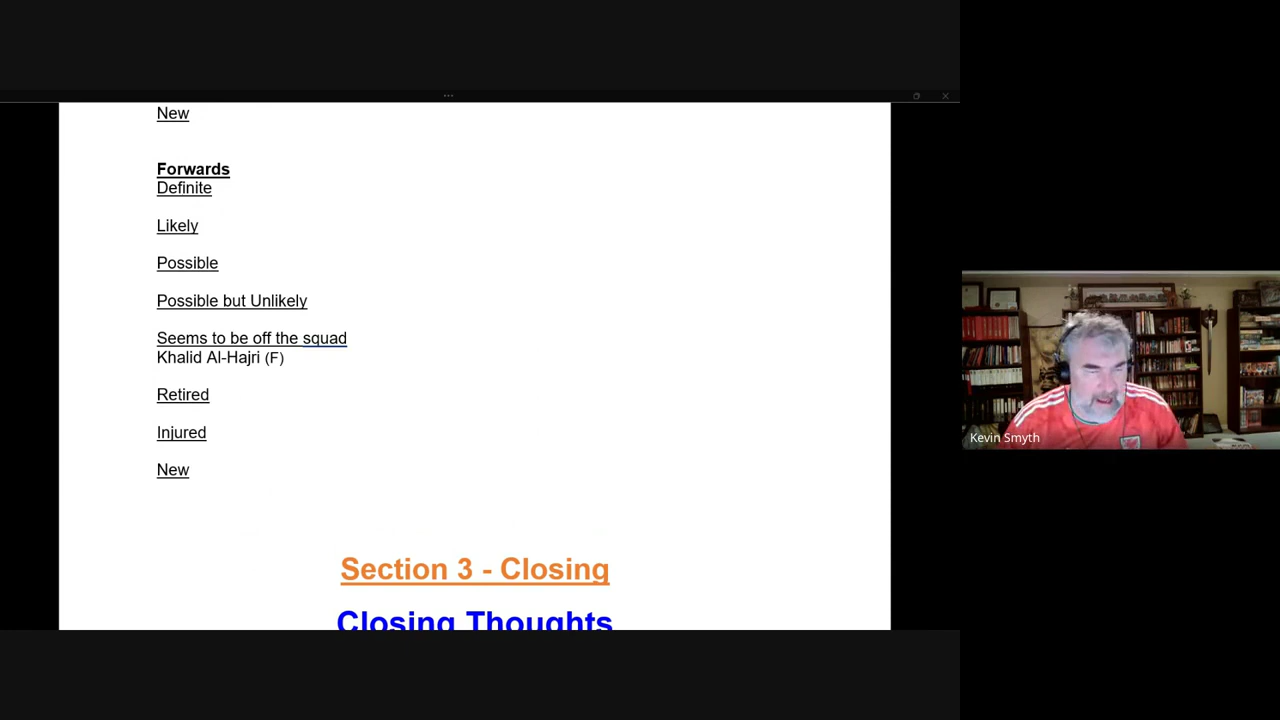 New
Forwards
Definite
Likely
Possible
Possible but Unlikely
Seems to be off the squad
Khalid Al-Hajri (F)
Retired
Injured
New
Section 3 - Closing
Closing Thoughts
Kevin Smyth